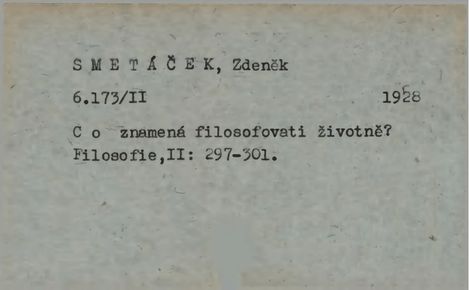 S M E T Á Č E K, Zdeněk
6.173/II 1928
C o znamená filosofovati životně?
Filosofie,II: 297-301.